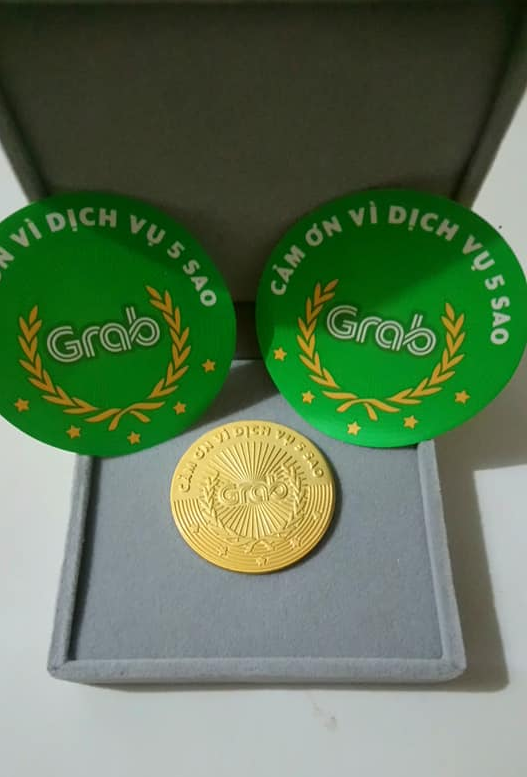 ƠN VÌ DỊCH VỤ 5 SAO
Grab
CẢM ƠN VÌ DỊCH VỤ 5 SAO
Grab
CẢM ƠN VÌ DỊCH VỤ 5 SAO
Grab